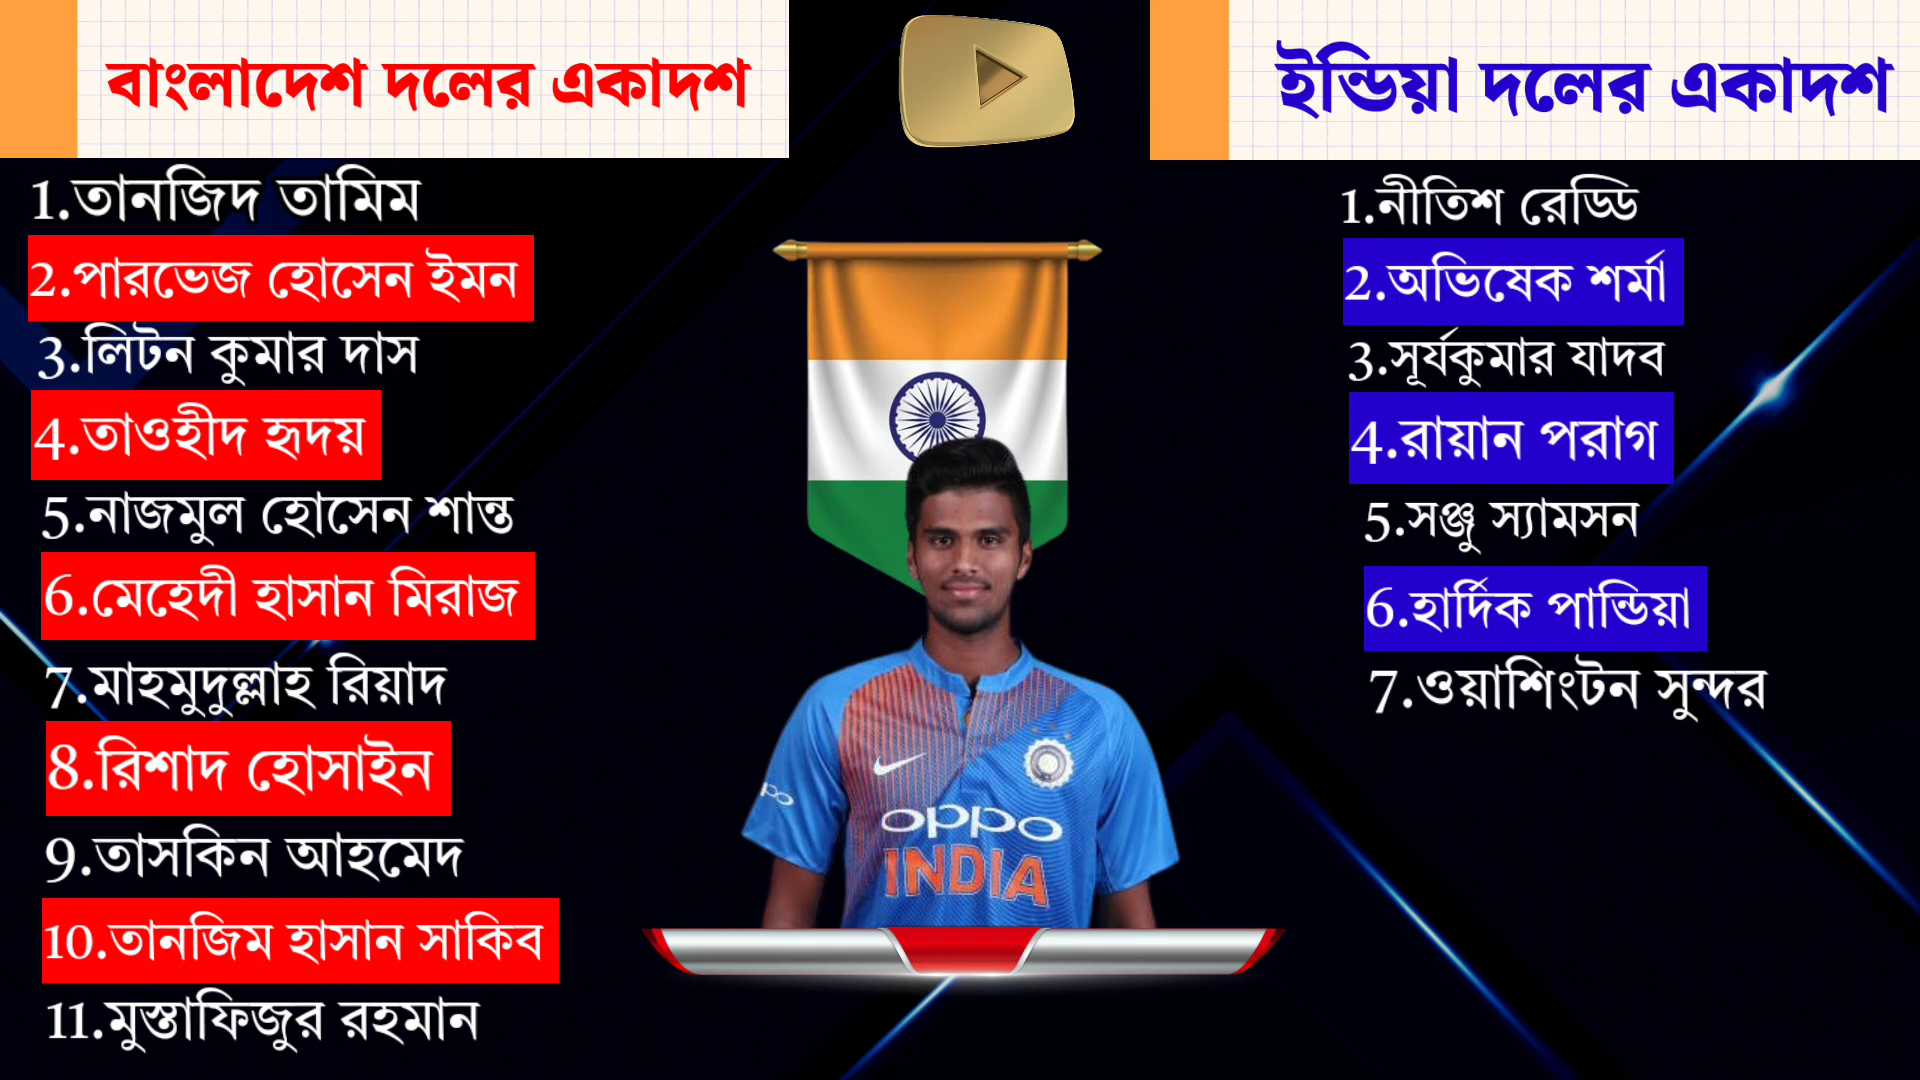 বাংলাদেশ দলের একাদশ
1.তানজিদ তামিম
2.পারভেজ হোসেন ইমন
3.লিটন কুমার দাস
4.তাওহীদ হৃদয়
5.নাজমুল হোসেন শান্ত
6.মেহেদী হাসান মিরাজ
7.মাহমুদুল্লাহ রিয়াদ
8.রিশাদ হোসাইন
9.তাসকিন আহমেদ
10.তানজিম হাসান সাকিব
11.মুস্তাফিজুর রহমান
ইন্ডিয়া দলের একাদশ
1.নীতিশ রেড্ডি
2.অভিষেক শর্মা
3.সূর্যকুমার যাদব
4.রায়ান পরাগ
5.সঞ্জু স্যামসন
6.হার্দিক পান্ডিয়া
7.ওয়াশিংটন সুন্দর
oppo
INDIA